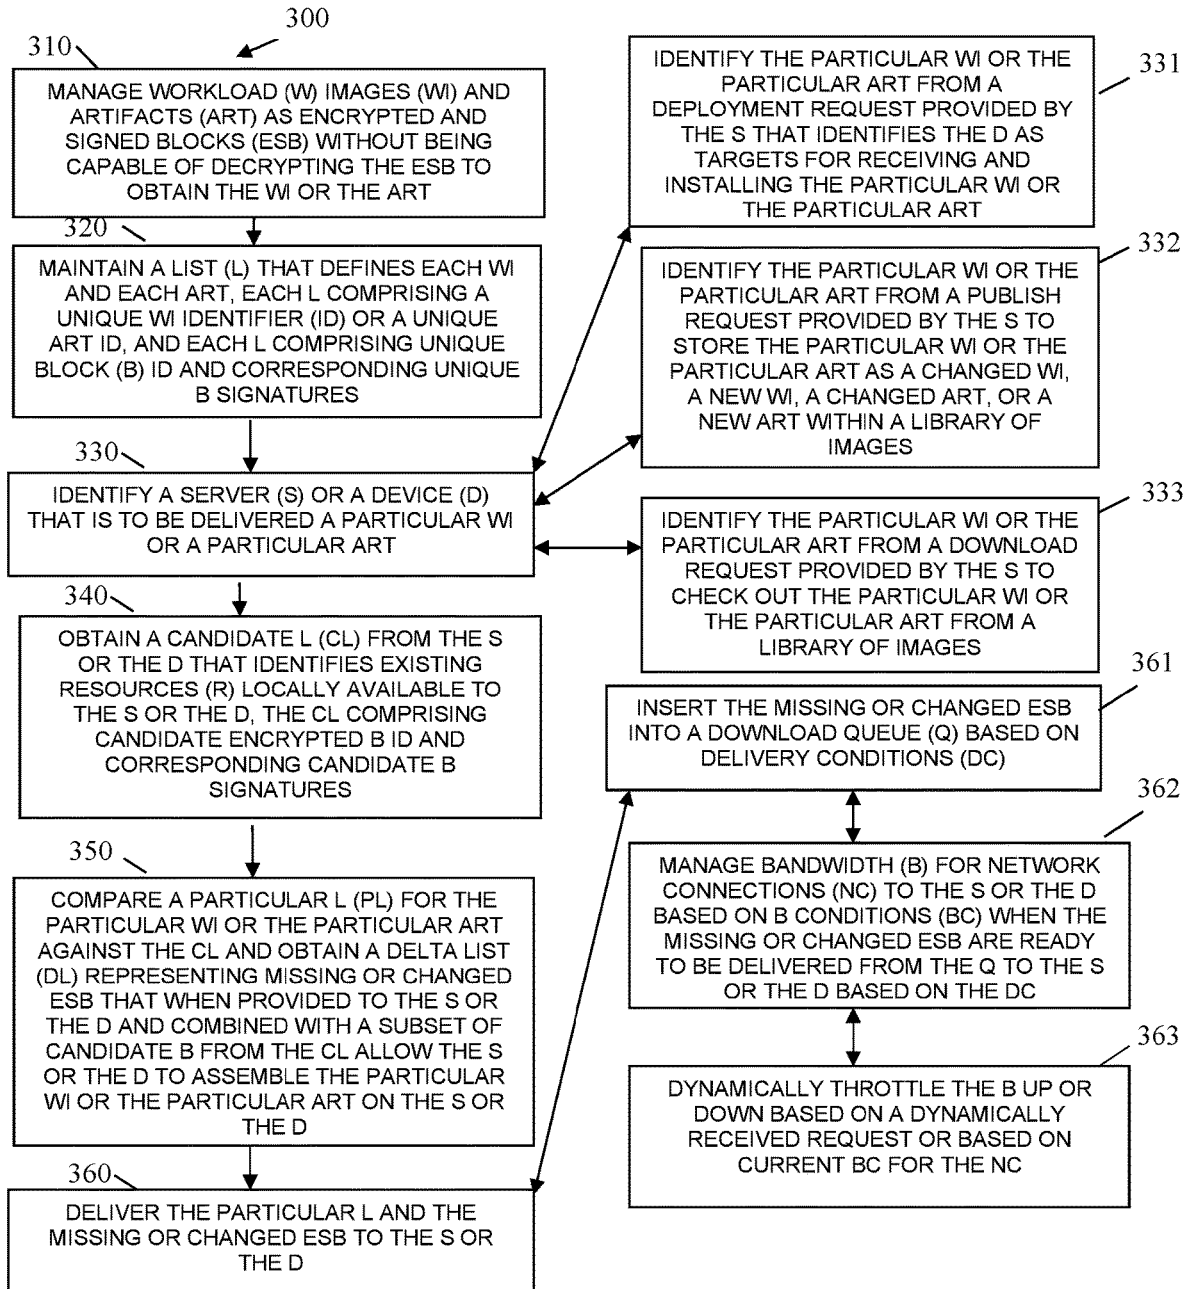 300
310
MANAGE WORKLOAD (W) IMAGES (WI) AND
ARTIFACTS (ART) AS ENCRYPTED AND
SIGNED BLOCKS (ESB) WITHOUT BEING
CAPABLE OF DECRYPTING THE ESB TO
OBTAIN THE WI OR THE ART
320
MAINTAIN A LIST (L) THAT DEFINES EACH WI
AND EACH ART, EACH L COMPRISING A
UNIQUE WI IDENTIFIER (ID) OR A UNIQUE
ART ID, AND EACH L COMPRISING UNIQUE
BLOCK (B) ID AND CORRESPONDING UNIQUE
B SIGNATURES
330
IDENTIFY A SERVER (S) OR A DEVICE (D)
THAT IS TO BE DELIVERED A PARTICULAR WI
OR A PARTICULAR ART
340
OBTAIN A CANDIDATE L (CL) FROM THE S
OR THE D THAT IDENTIFIES EXISTING
RESOURCES (R) LOCALLY AVAILABLE TO
THE S OR THE D, THE CL COMPRISING
CANDIDATE ENCRYPTED B ID AND
CORRESPONDING CANDIDATE B
SIGNATURES
350
COMPARE A PARTICULAR L (PL) FOR THE
PARTICULAR WI OR THE PARTICULAR ART
AGAINST THE CL AND OBTAIN A DELTA LIST
(DL) REPRESENTING MISSING OR CHANGED
ESB THAT WHEN PROVIDED TO THE S OR
THE D AND COMBINED WITH A SUBSET OF
CANDIDATE B FROM THE CL ALLOW THE S
OR THE D TO ASSEMBLE THE PARTICULAR
WI OR THE PARTICULAR ART ON THE S OR
THE D
360
DELIVER THE PARTICULAR L AND THE
MISSING OR CHANGED ESB TO THE S OR
THE D
331
IDENTIFY THE PARTICULAR WI OR THE
PARTICULAR ART FROM A
DEPLOYMENT REQUEST PROVIDED BY
THE S THAT IDENTIFIES THE D AS
TARGETS FOR RECEIVING AND
INSTALLING THE PARTICULAR WI OR
THE PARTICULAR ART
332
IDENTIFY THE PARTICULAR WI OR THE
PARTICULAR ART FROM A PUBLISH
REQUEST PROVIDED BY THE S TO
STORE THE PARTICULAR WI OR THE
PARTICULAR ART AS A CHANGED WI,
A NEW WI, A CHANGED ART, OR A
NEW ART WITHIN A LIBRARY OF
IMAGES
333
IDENTIFY THE PARTICULAR WI OR THE
PARTICULAR ART FROM A DOWNLOAD
REQUEST PROVIDED BY THE S TO
CHECK OUT THE PARTICULAR WI OR
THE PARTICULAR ART FROM A
LIBRARY OF IMAGES
361
INSERT THE MISSING OR CHANGED ESB
INTO A DOWNLOAD QUEUE (Q) BASED ON
DELIVERY CONDITIONS (DC)
362
MANAGE BANDWIDTH (B) FOR NETWORK
CONNECTIONS (NC) TO THE S OR THE D
BASED ON B CONDITIONS (BC) WHEN THE
MISSING OR CHANGED ESB ARE READY
TO BE DELIVERED FROM THE Q TO THE S
OR THE D BASED ON THE DC
363
DYNAMICALLY THROTTLE THE B UP OR
DOWN BASED ON A DYNAMICALLY
RECEIVED REQUEST OR BASED ON
CURRENT BC FOR THE NC